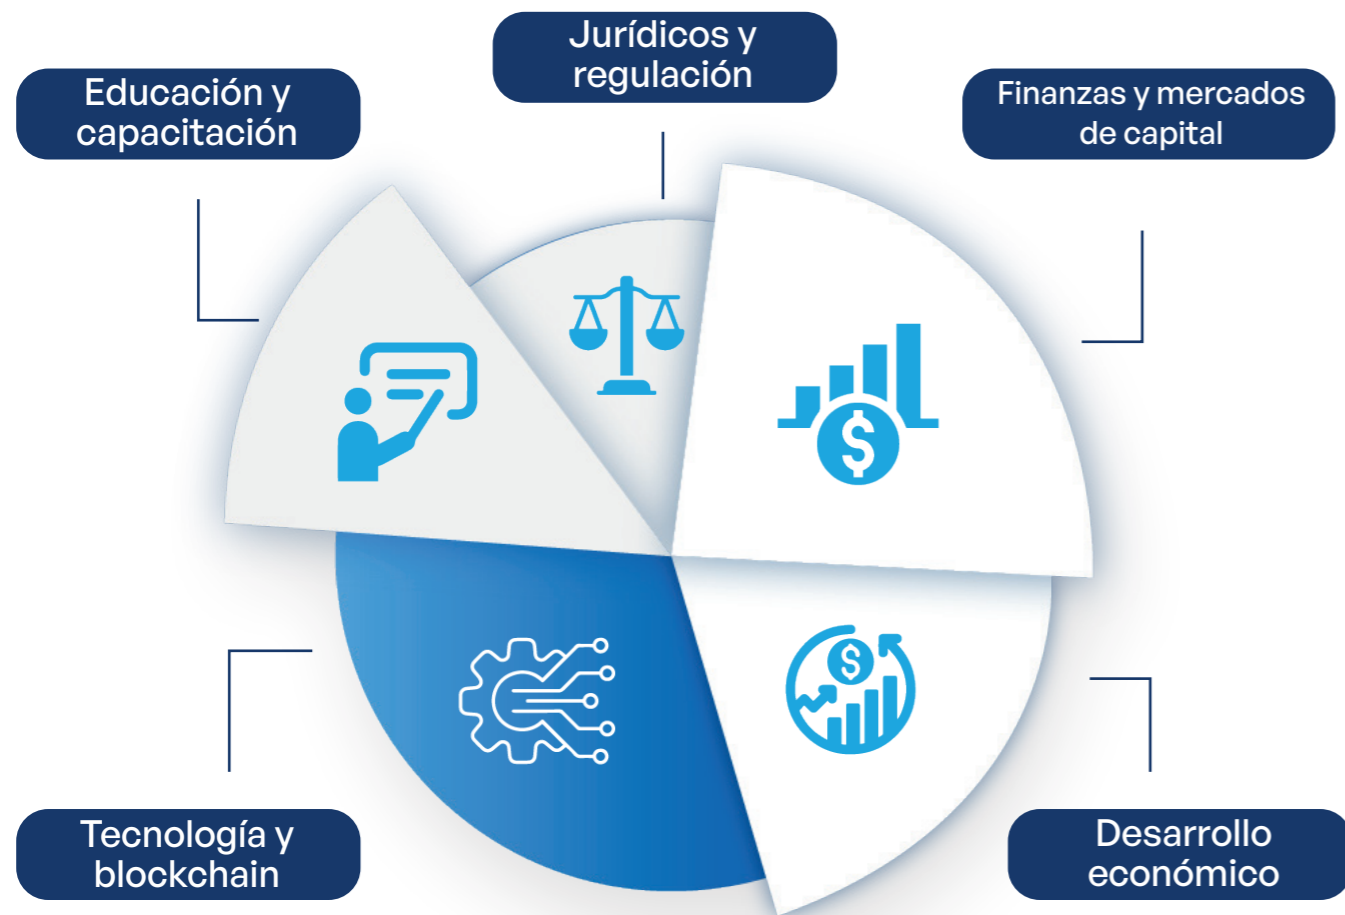 Jurídicos y
regulación
Educación y
capacitación
Finanzas y mercados
de capital
$
$
Tecnología y
blockchain
Desarrollo
económico